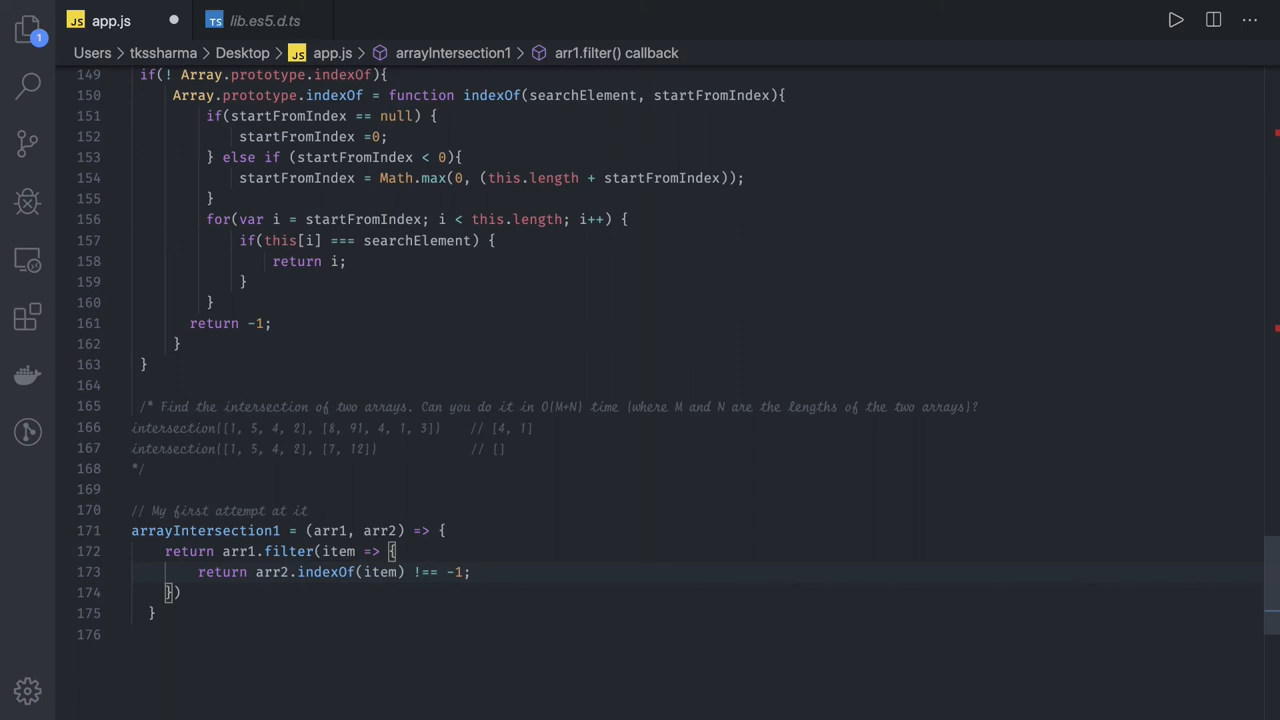 JS app.js
TS lib.es5.d.ts
1
Users › tkssharma › Desktop › JS app.js › arrayIntersection1 › arr1.filter() callback
149 if(! Array.prototype.indexOf){
150 Array.prototype.indexOf = function indexOf(searchElement, startFromIndex){
151 if(startFromIndex == null) {
152 startFromIndex =0;
153 } else if (startFromIndex < 0){
154 startFromIndex = Math.max(0, (this.length + startFromIndex));
155 }
156 for(var i = startFromIndex; i < this.length; i++) {
157 if(this[i] === searchElement) {
158 return i;
159 }
160 }
161 return -1;
162 }
163 }
164
165 /* Find the intersection of two arrays. Can you do it in O(M+N) time (where M and N are the lengths of the two arrays)?
166 intersection([1, 5, 4, 2], [8, 91, 4, 1, 3]) // [4, 1]
167 intersection([1, 5, 4, 2], [7, 12]) // []
168 */
169
170 // My first attempt at it
171 arrayIntersection1 = (arr1, arr2) => {
172 return arr1.filter(item => {
173 return arr2.indexOf(item) !== -1;
174 })
175 }
176